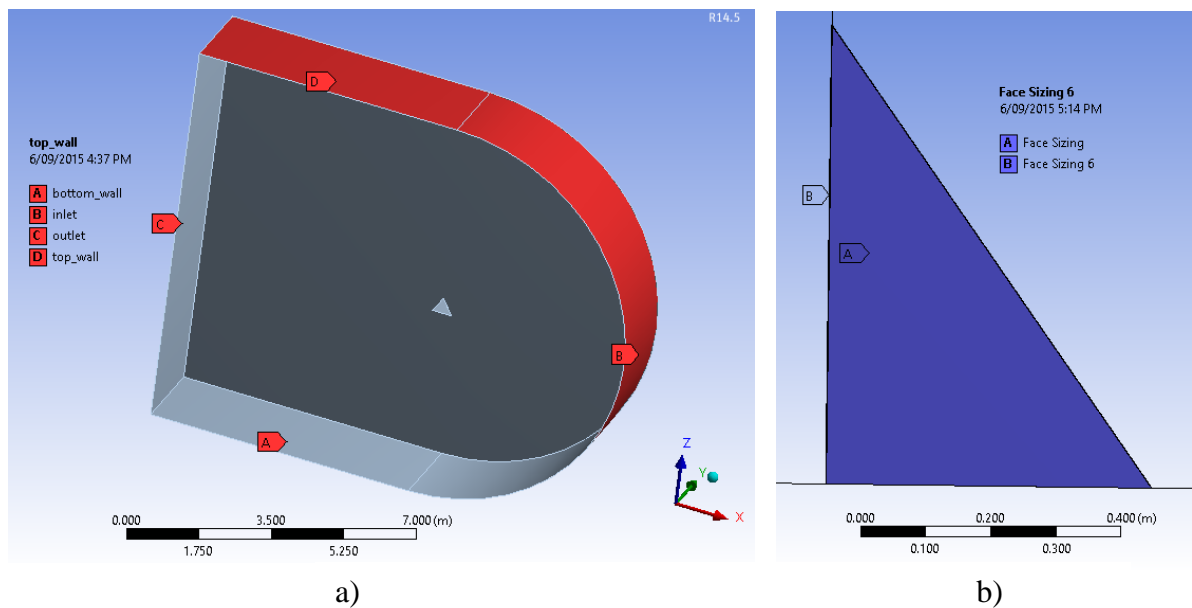 R14.5
top_wall
6/09/2015 4:37 PM
A bottom_wall
B inlet
C outlet
D top_wall
D
C
B
A
Z
Y
X
0.000 3.500 7.000 (m)
1.750 5.250
a)
Face Sizing 6
6/09/2015 5:14 PM
A Face Sizing
B Face Sizing 6
B
A
0.000 0.200 0.400 (m)
0.100 0.300
b)